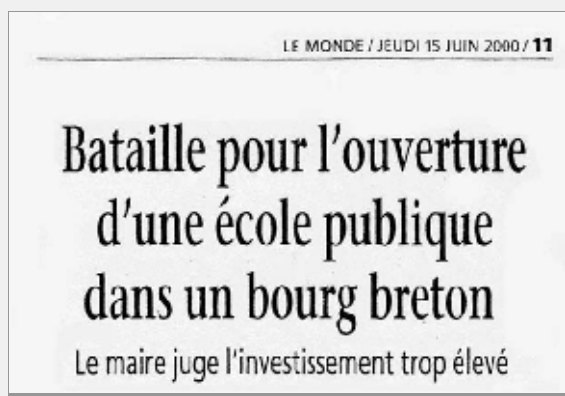 LE MONDE / JEUDI 15 JUIN 2000 / 11
Bataille pour l'ouverture
d'une école publique
dans un bourg breton
Le maire juge l'investissement trop élevé